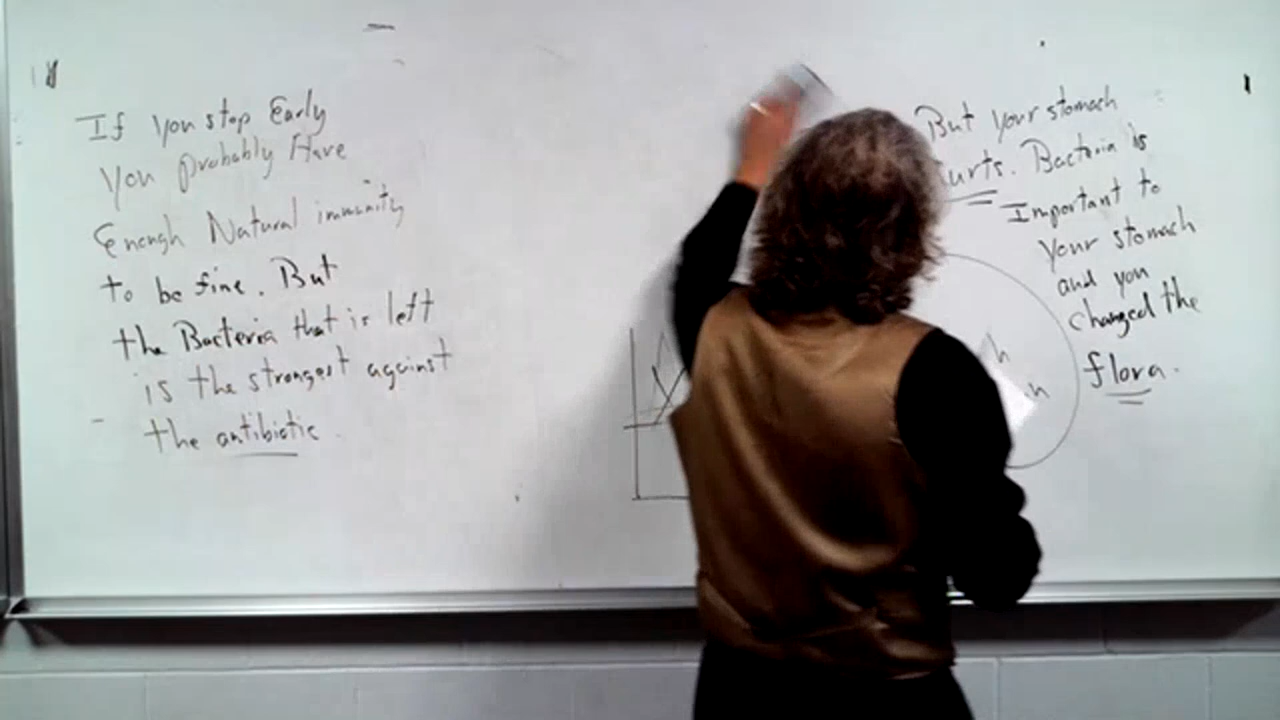 If you stop Early
you probably Have
Enough Natural immunity
to be fine. But
the Bacteria that is left
is the strongest against
the antibiotic.
But your stomach
urts. Bacteria is
Important to
your stomach
and you
changed the
flora.